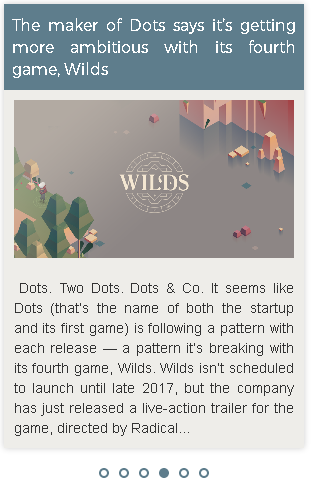 The maker of Dots says it's getting
more ambitious with its fourth
game, Wilds
WILDS
Dots. Two Dots. Dots & Co. It seems like
Dots (that's the name of both the startup
and its first game) is following a pattern with
each release — a pattern it's breaking with
its fourth game, Wilds. Wilds isn't scheduled
to launch until late 2017, but the company
has just released a live-action trailer for the
game, directed by Radical...